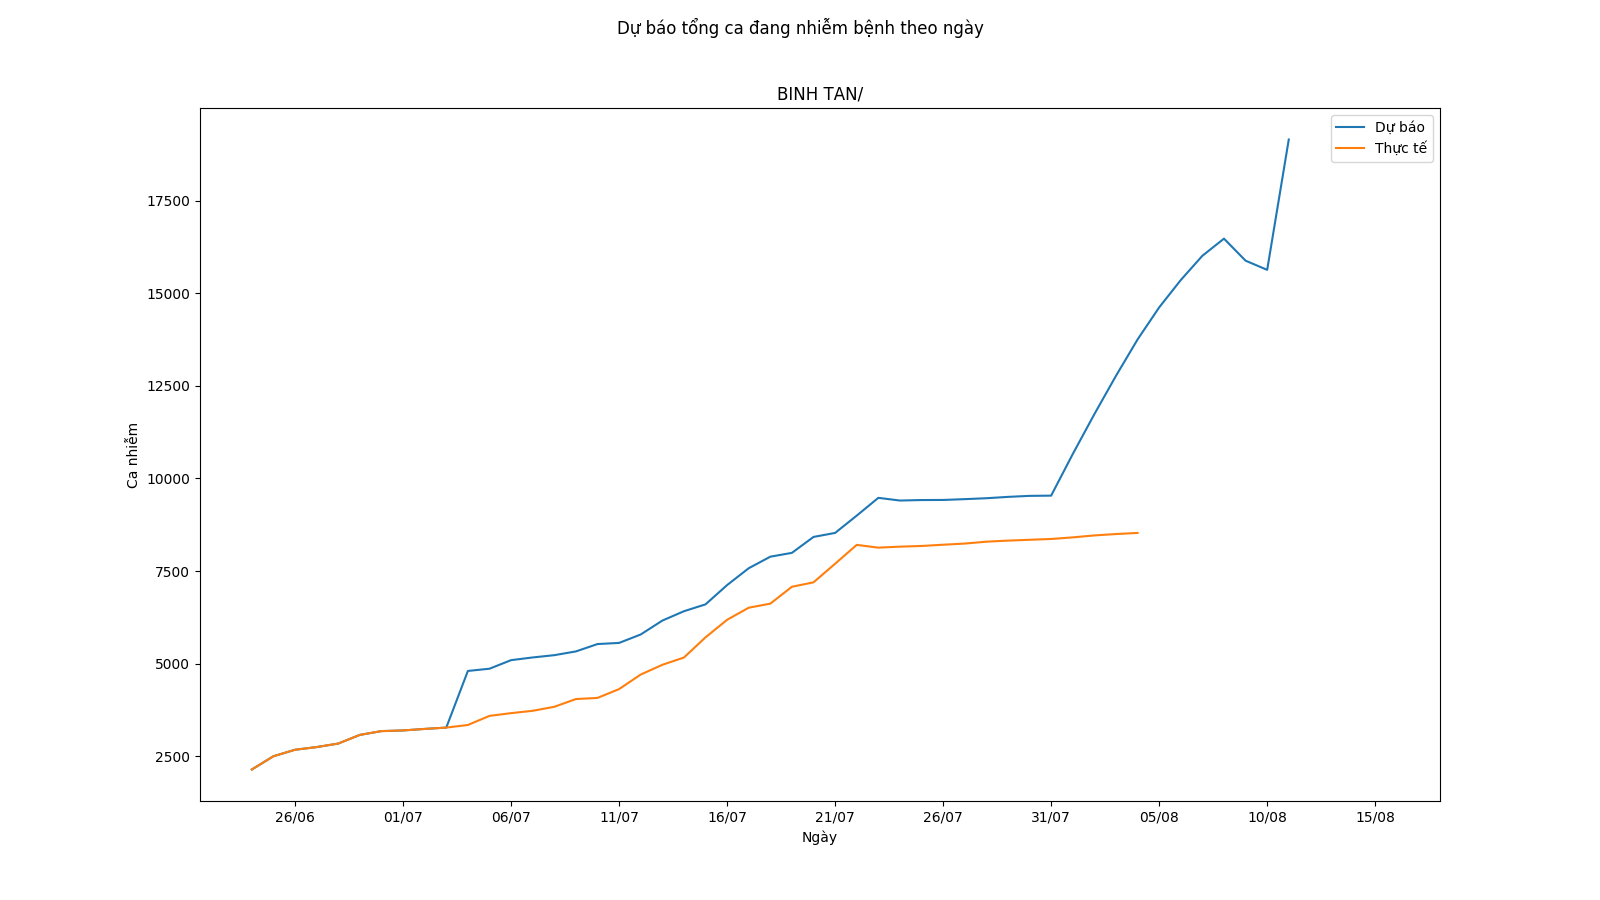 Dự báo tổng ca đang nhiễm bệnh theo ngày
BINH TAN/
Dự báo
Thực tế
17500
15000
12500
10000
7500
5000
2500
Ca nhiễm
26/06 01/07 06/07 11/07 16/07 21/07 26/07 31/07 05/08 10/08 15/08
Ngày